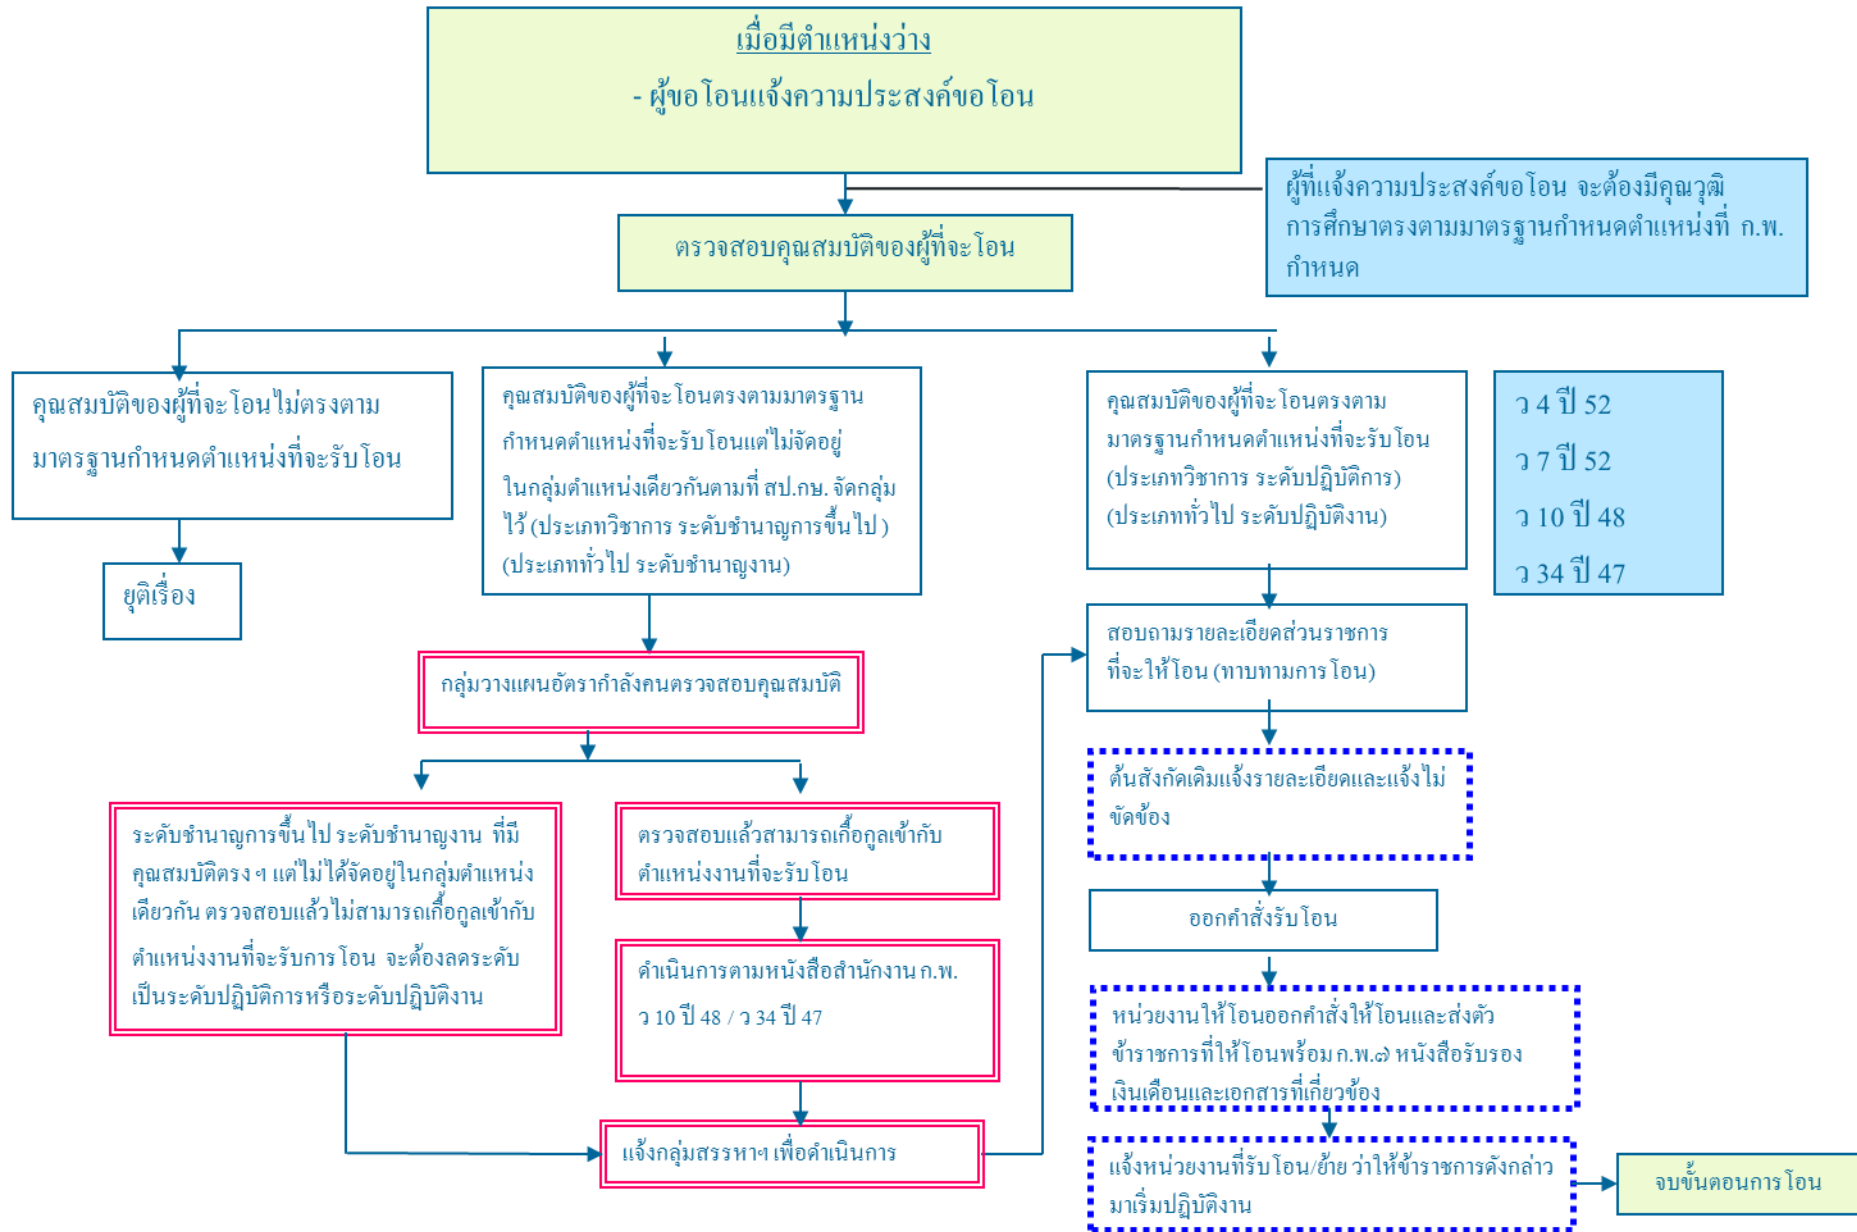 เมื่อมีตำแหน่งว่าง
- ผู้ขอโอนแจ้งความประสงค์ขอโอน
ผู้ที่แจ้งความประสงค์ขอโอน จะต้องมีคุณวุฒิ
การศึกษาตรงตามมาตรฐานกำหนดตำแหน่งที่ ก.พ.
กำหนด
ตรวจสอบคุณสมบัติของผู้ที่จะโอน
คุณสมบัติของผู้ที่จะโอนไม่ตรงตาม
มาตรฐานกำหนดตำแหน่งที่จะรับโอน
ยุติเรื่อง
คุณสมบัติของผู้ที่จะโอนตรงตามมาตรฐาน
กำหนดตำแหน่งที่จะรับโอนแต่ไม่จัดอยู่
ในกลุ่มตำแหน่งเดียวกันตามที่ สป.กษ. จัดกลุ่ม
ไว้ (ประเภทวิชาการ ระดับชำนาญการขึ้นไป )
(ประเภททั่วไป ระดับชำนาญงาน)
คุณสมบัติของผู้ที่จะโอนตรงตาม
มาตรฐานกำหนดตำแหน่งที่จะรับโอน
(ประเภทวิชาการ ระดับปฏิบัติการ)
(ประเภททั่วไป ระดับปฏิบัติงาน)
ว 4 ปี 52
ว 7 ปี 52
ว 10 ปี 48
ว 34 ปี 47
กลุ่มวางแผนอัตรากำลังคนตรวจสอบคุณสมบัติ
ระดับชำนาญการขึ้นไป ระดับชำนาญงาน ที่มี
คุณสมบัติตรง ฯ แต่ไม่ได้จัดอยู่ในกลุ่มตำแหน่ง
เดียวกัน ตรวจสอบแล้วไม่สามารถเกื้อกูลเข้ากับ
ตำแหน่งงานที่จะรับการโอน จะต้องลดระดับ
เป็นระดับปฏิบัติการหรือระดับปฏิบัติงาน
ตรวจสอบแล้วสามารถเกื้อกูลเข้ากับ
ตำแหน่งงานที่จะรับโอน
ดำเนินการตามหนังสือสำนักงาน ก.พ.
ว 10 ปี 48 / ว 34 ปี 47
แจ้งกลุ่มสรรหาฯ เพื่อดำเนินการ
สอบถามรายละเอียดส่วนราชการ
ที่จะให้โอน (ทาบทามการโอน)
ต้นสังกัดเดิมแจ้งรายละเอียดและแจ้งไม่
ขัดข้อง
ออกคำสั่งรับโอน
หน่วยงานให้โอนออกคำสั่งให้โอนและส่งตัว
ข้าราชการที่ให้โอนพร้อม ก.พ.๗ หนังสือรับรอง
เงินเดือนและเอกสารที่เกี่ยวข้อง
แจ้งหน่วยงานที่รับโอน/ย้าย ว่าให้ข้าราชการดังกล่าว
มาเริ่มปฏิบัติงาน
จบขั้นตอนการโอน